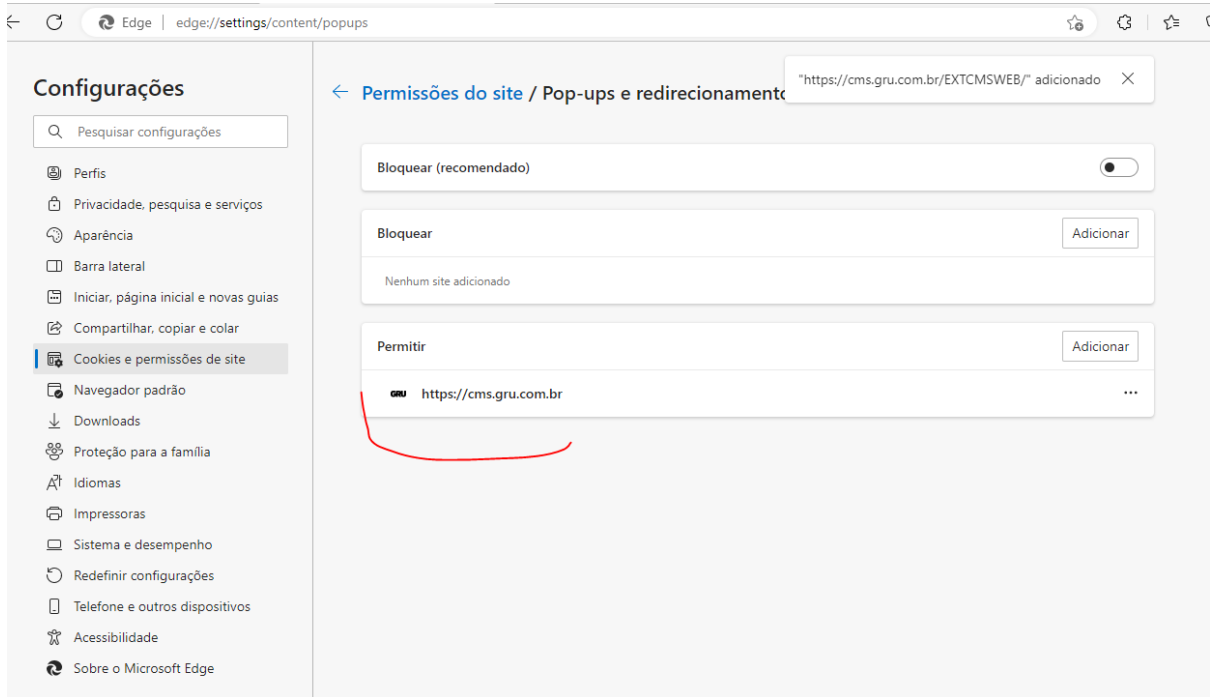 Edge edge://settings/content/popups
Configurações
Pesquisar configurações
Perfis
Privacidade, pesquisa e serviços
Aparência
Barra lateral
Iniciar, página inicial e novas guias
Compartilhar, copiar e colar
Cookies e permissões de site
Navegador padrão
Downloads
Proteção para a família
Idiomas
Impressoras
Sistema e desempenho
Redefinir configurações
Telefone e outros dispositivos
Acessibilidade
Sobre o Microsoft Edge
"https://cms.gru.com.br/EXTCMSWEB/" adicionado
Permissões do site / Pop-ups e redirecionamento
Bloquear (recomendado)
Bloquear Adicionar
Nenhum site adicionado
Permitir Adicionar
GRU https://cms.gru.com.br